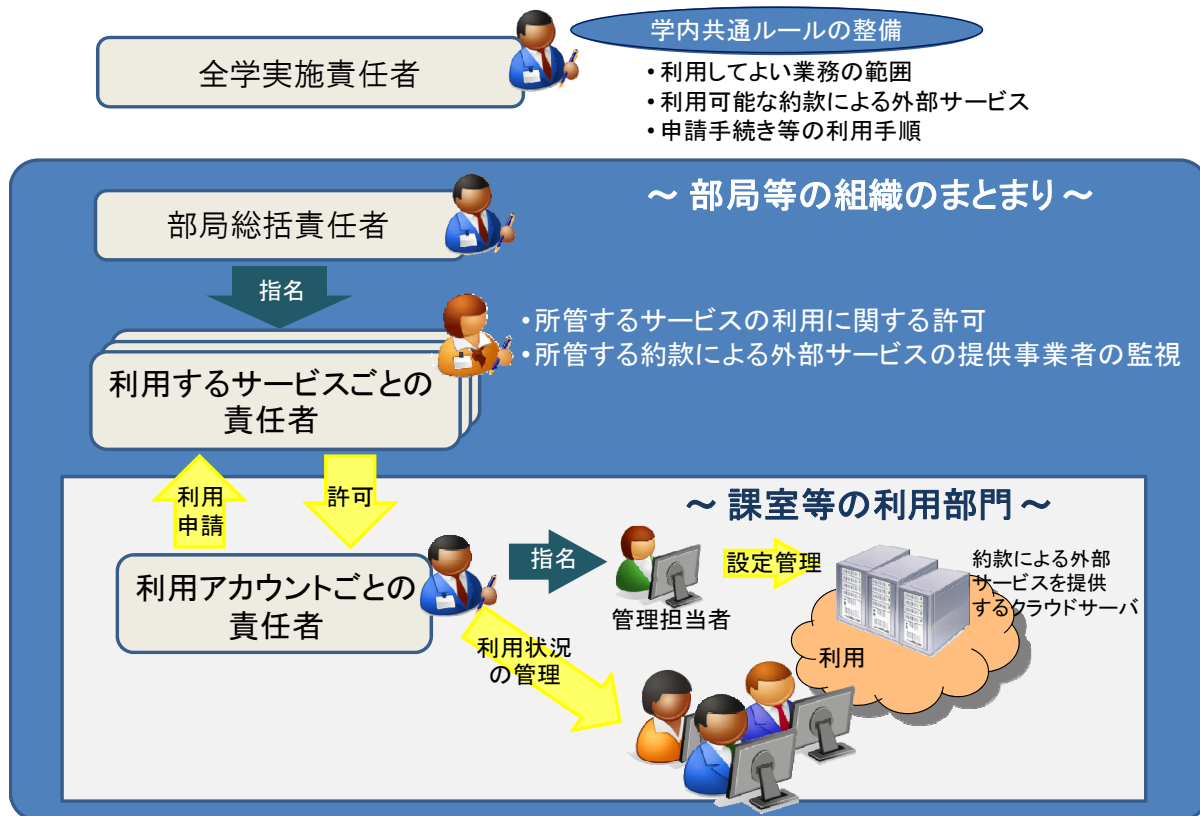 学内共通ルールの整備
全学実施責任者
・利用してよい業務の範囲
・利用可能な約款による外部サービス
・申請手続き等の利用手順
～ 部局等の組織のまとまり ～
部局総括責任者
指名
・所管するサービスの利用に関する許可
・所管する約款による外部サービスの提供事業者の監視
利用するサービスごとの
責任者
利用
申請
許可
～ 課室等の利用部門 ～
利用アカウントごとの
責任者
指名
管理担当者
設定管理
約款による外部
サービスを提供
するクラウドサーバ
利用状況
の管理
利用